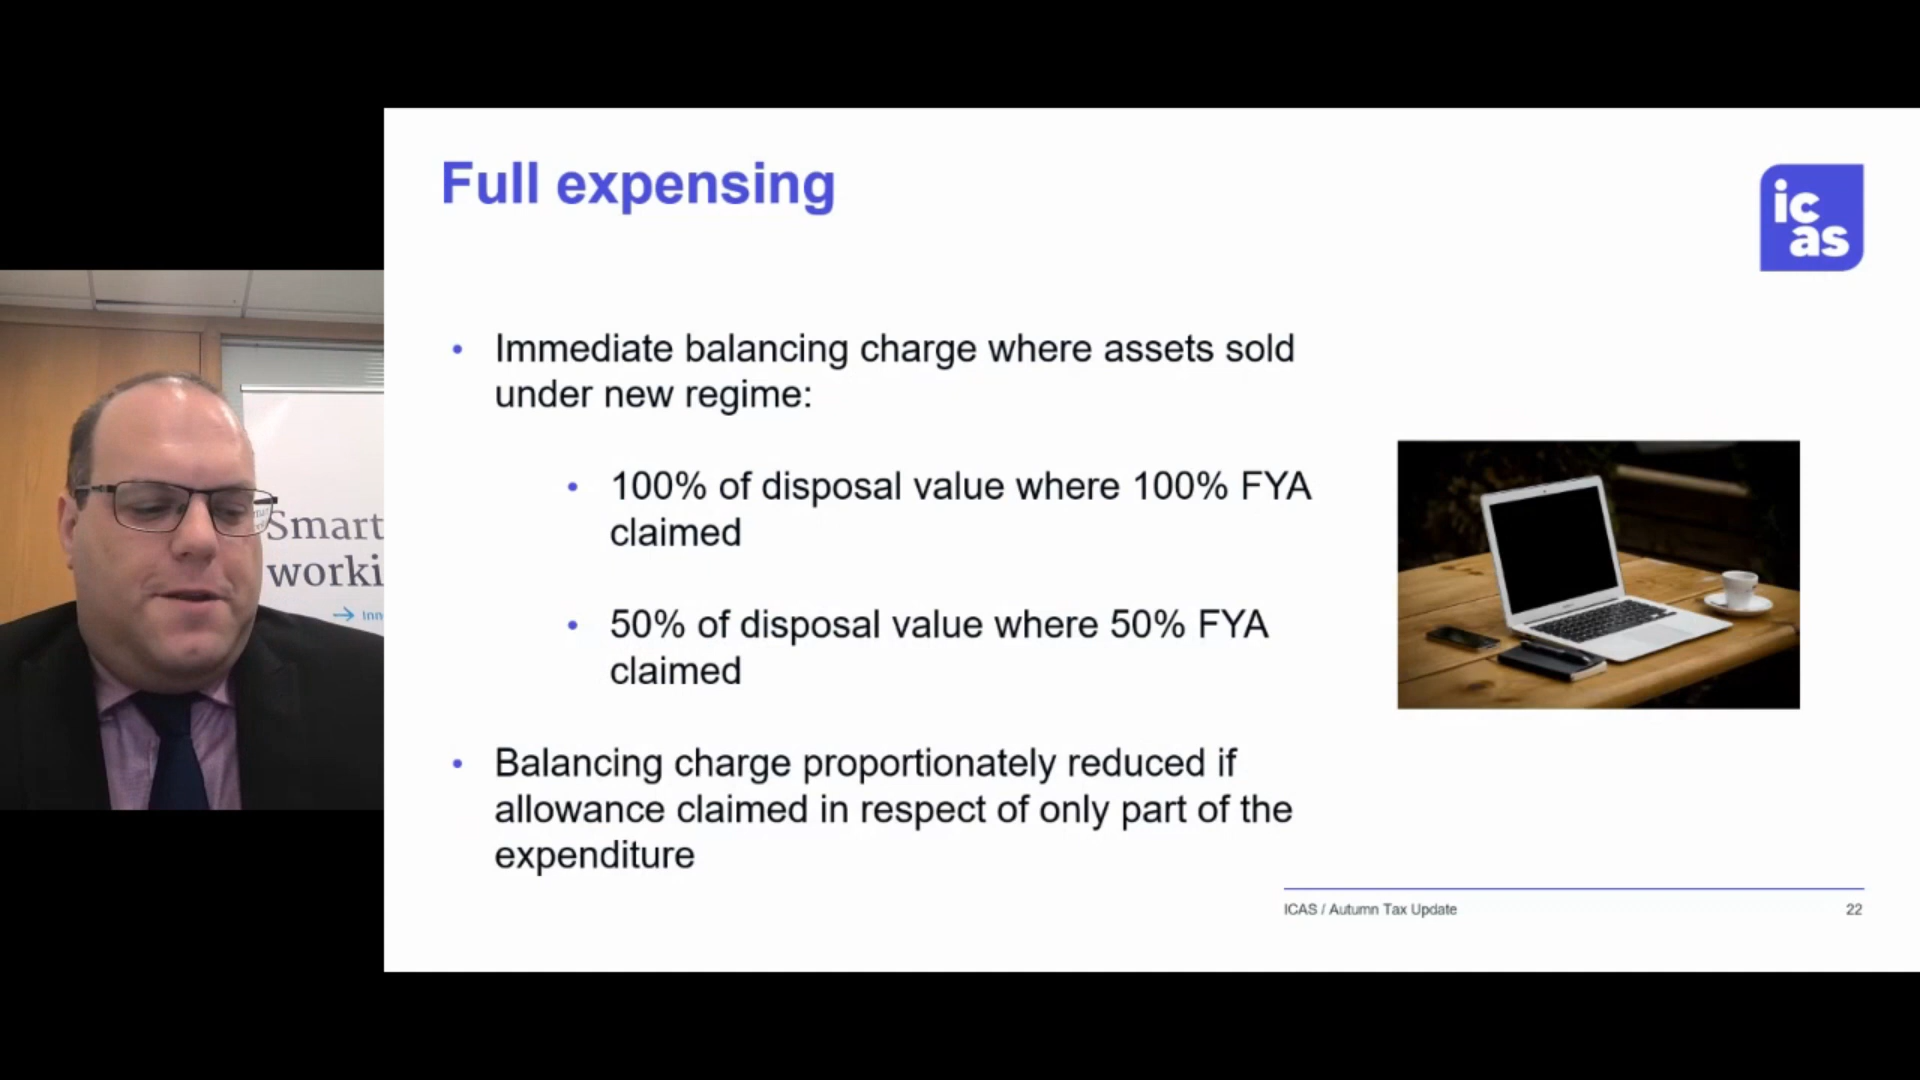 Full expensing
ic
as
• Immediate balancing charge where assets sold
under new regime:
• 100% of disposal value where 100% FYA
claimed
• 50% of disposal value where 50% FYA
claimed
• Balancing charge proportionately reduced if
allowance claimed in respect of only part of the
expenditure
ICAS / Autumn Tax Update
22
Smart
worki
→ Inn